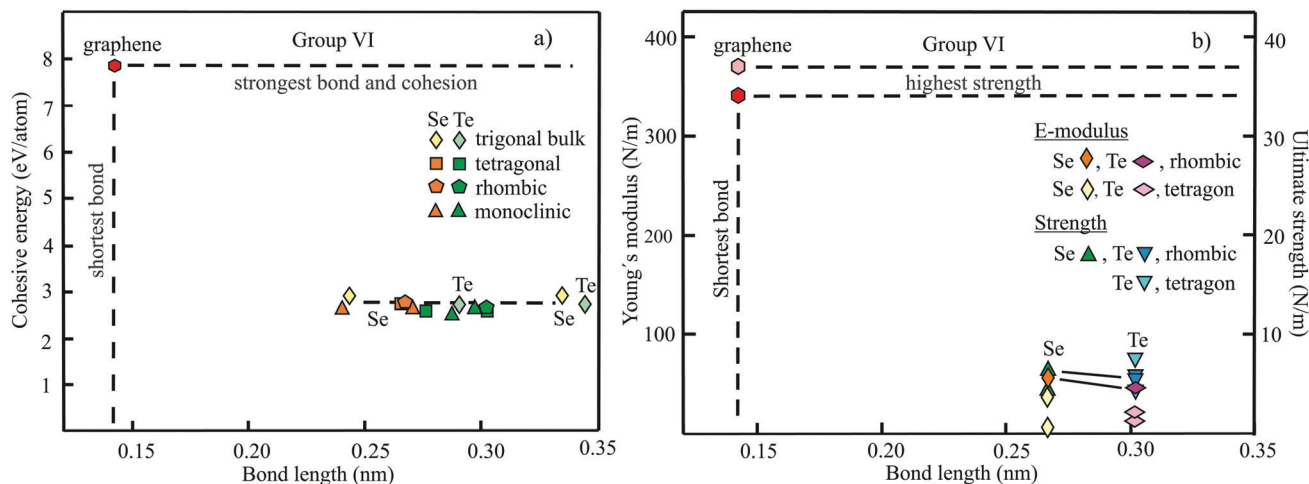 Group VI
a)
graphene
strongest bond and cohesion
shortest bond
Se Te
trigonal bulk
tetragonal
rhombic
monoclinic
Te
Te
Se
Se
Cohesive energy (eV/atom)
8
7
6
5
4
3
2
1
0.15
0.20
0.25
0.30
0.35
Bond length (nm)
Group VI
b)
graphene
highest strength
Shortest bond
E-modulus
Se , Te , rhombic
Se , Te , tetragon
Strength
Se , Te , rhombic
Te , tetragon
Se
Te
Young´s modulus (N/m)
400
300
200
100
40
30
20
10
Ultimate strength (N/m)
0.15
0.20
0.25
0.30
Bond length (nm)